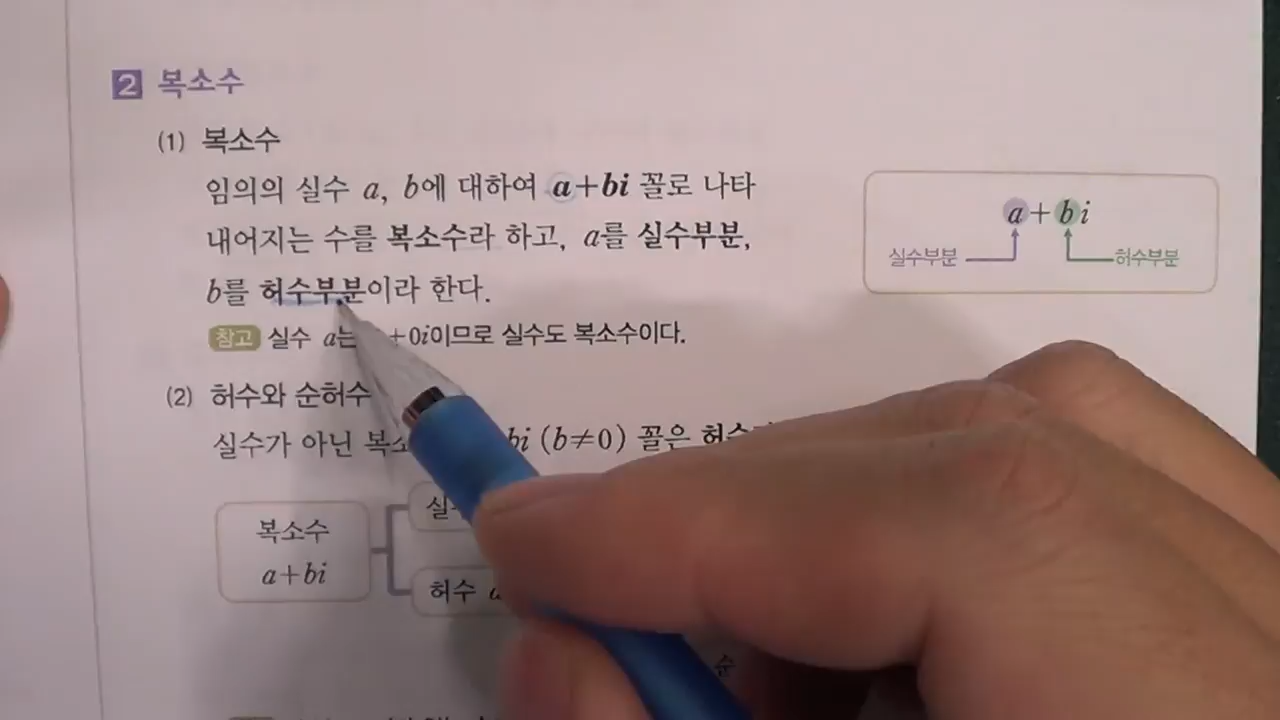 2 복소수
(1) 복소수
임의의 실수 a, b에 대하여 a+bi 꼴로 나타
내어지는 수를 복소수라 하고, a를 실수부분,
b를 허수부분이라 한다.
a+bi
실수부분 허수부분
참고 실수 a는 +0i이므로 실수도 복소수이다.
(2) 허수와 순허수
실수가 아닌 bi (b≠0) 꼴은
복소수
a+bi
허수